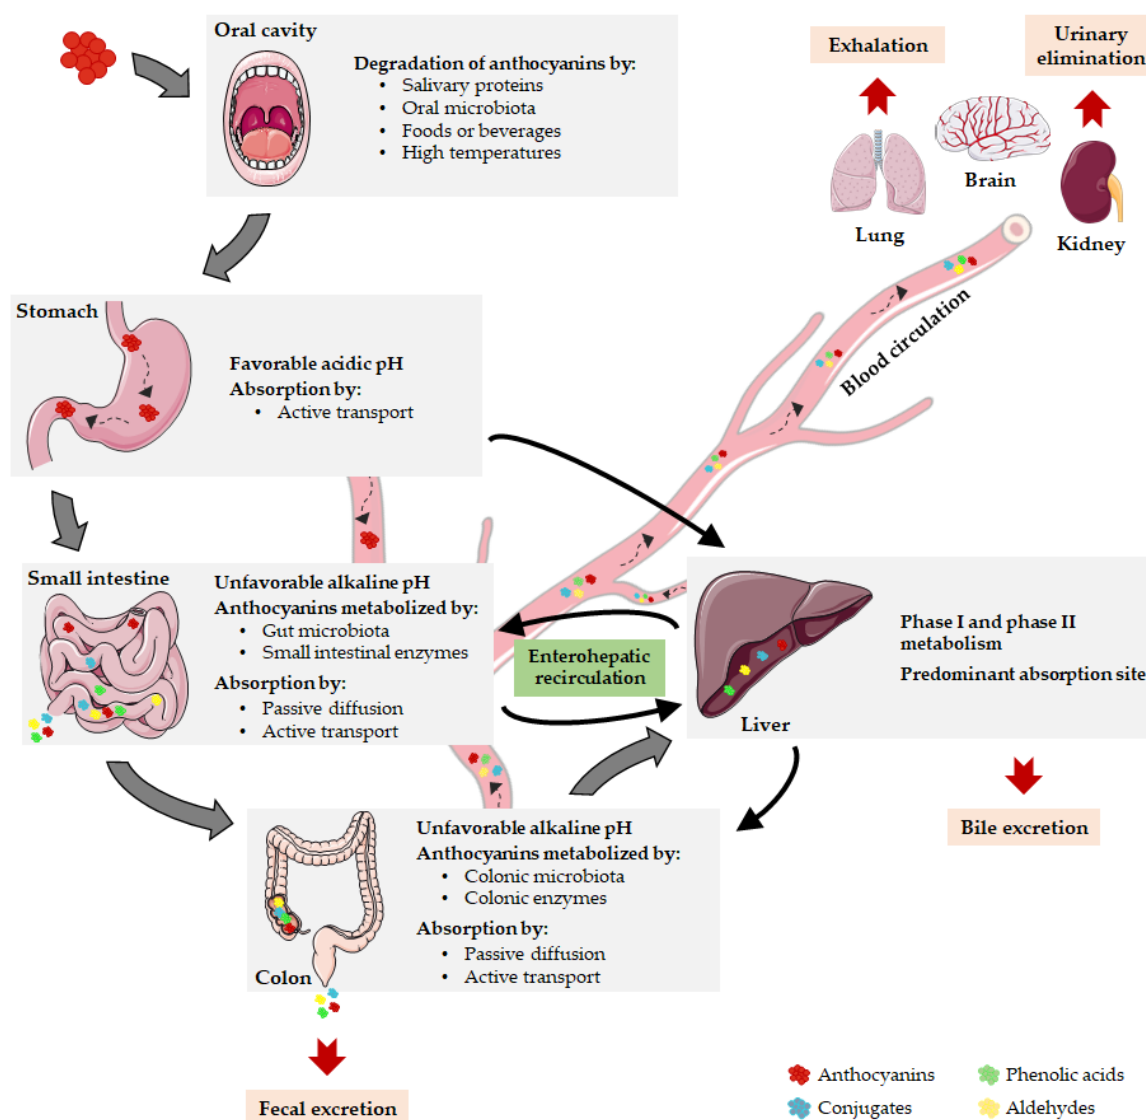 Oral cavity
Degradation of anthocyanins by:
• Salivary proteins
• Oral microbiota
• Foods or beverages
• High temperatures
Exhalation
Urinary
elimination
Brain
Lung
Kidney
Stomach
Favorable acidic pH
Absorption by:
• Active transport
Blood circulation
Small intestine
Unfavorable alkaline pH
Anthocyanins metabolized by:
• Gut microbiota
• Small intestinal enzymes
Absorption by:
• Passive diffusion
• Active transport
Enterohepatic
recirculation
Phase I and phase II
metabolism
Predominant absorption site
Liver
Bile excretion
Unfavorable alkaline pH
Anthocyanins metabolized by:
• Colonic microbiota
• Colonic enzymes
Absorption by:
• Passive diffusion
• Active transport
Colon
Fecal excretion
Anthocyanins
Phenolic acids
Conjugates
Aldehydes